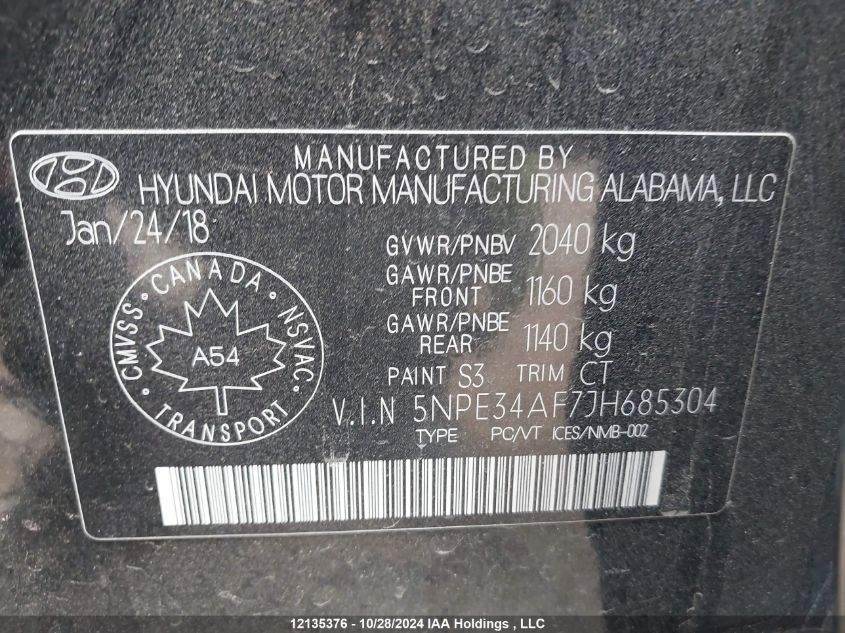 MANUFACTURED BY
HYUNDAI MOTOR MANUFACTURING ALABAMA, LLC
Jan/24/18
GVWR/PNBV 2040 kg
GAWR/PNBE FRONT 1160 kg
GAWR/PNBE REAR 1140 kg
PAINT S3 TRIM CT
V.I.N 5NPE34AF7JH685304
TYPE PC/VT ICES/NMB-002
CMVSS • CANADA • NSVAC • TRANSPORT •
A54
12135376 - 10/28/2024 IAA Holdings , LLC